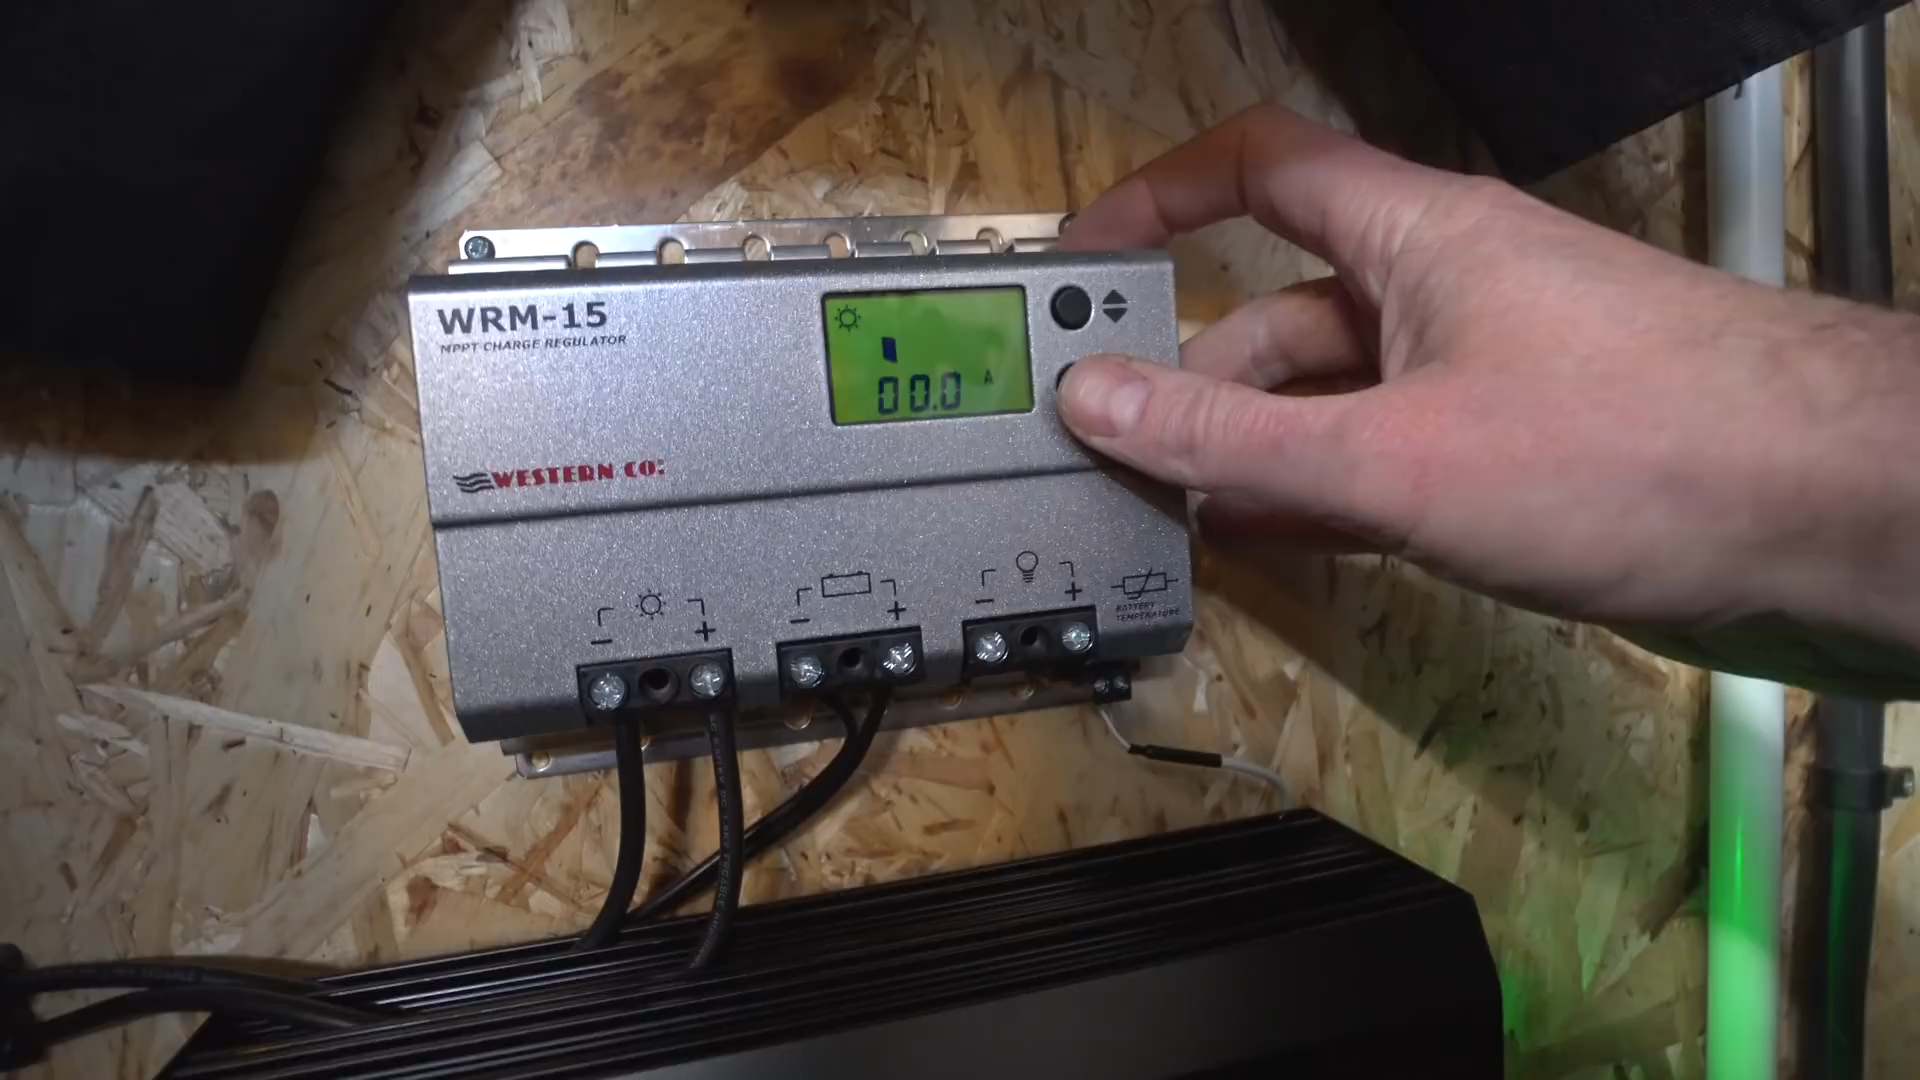 WRM-15
MPPT CHARGE REGULATOR
00.0 A
WESTERN CO.
- +
- +
- +
BATTERY
TEMPERATURE